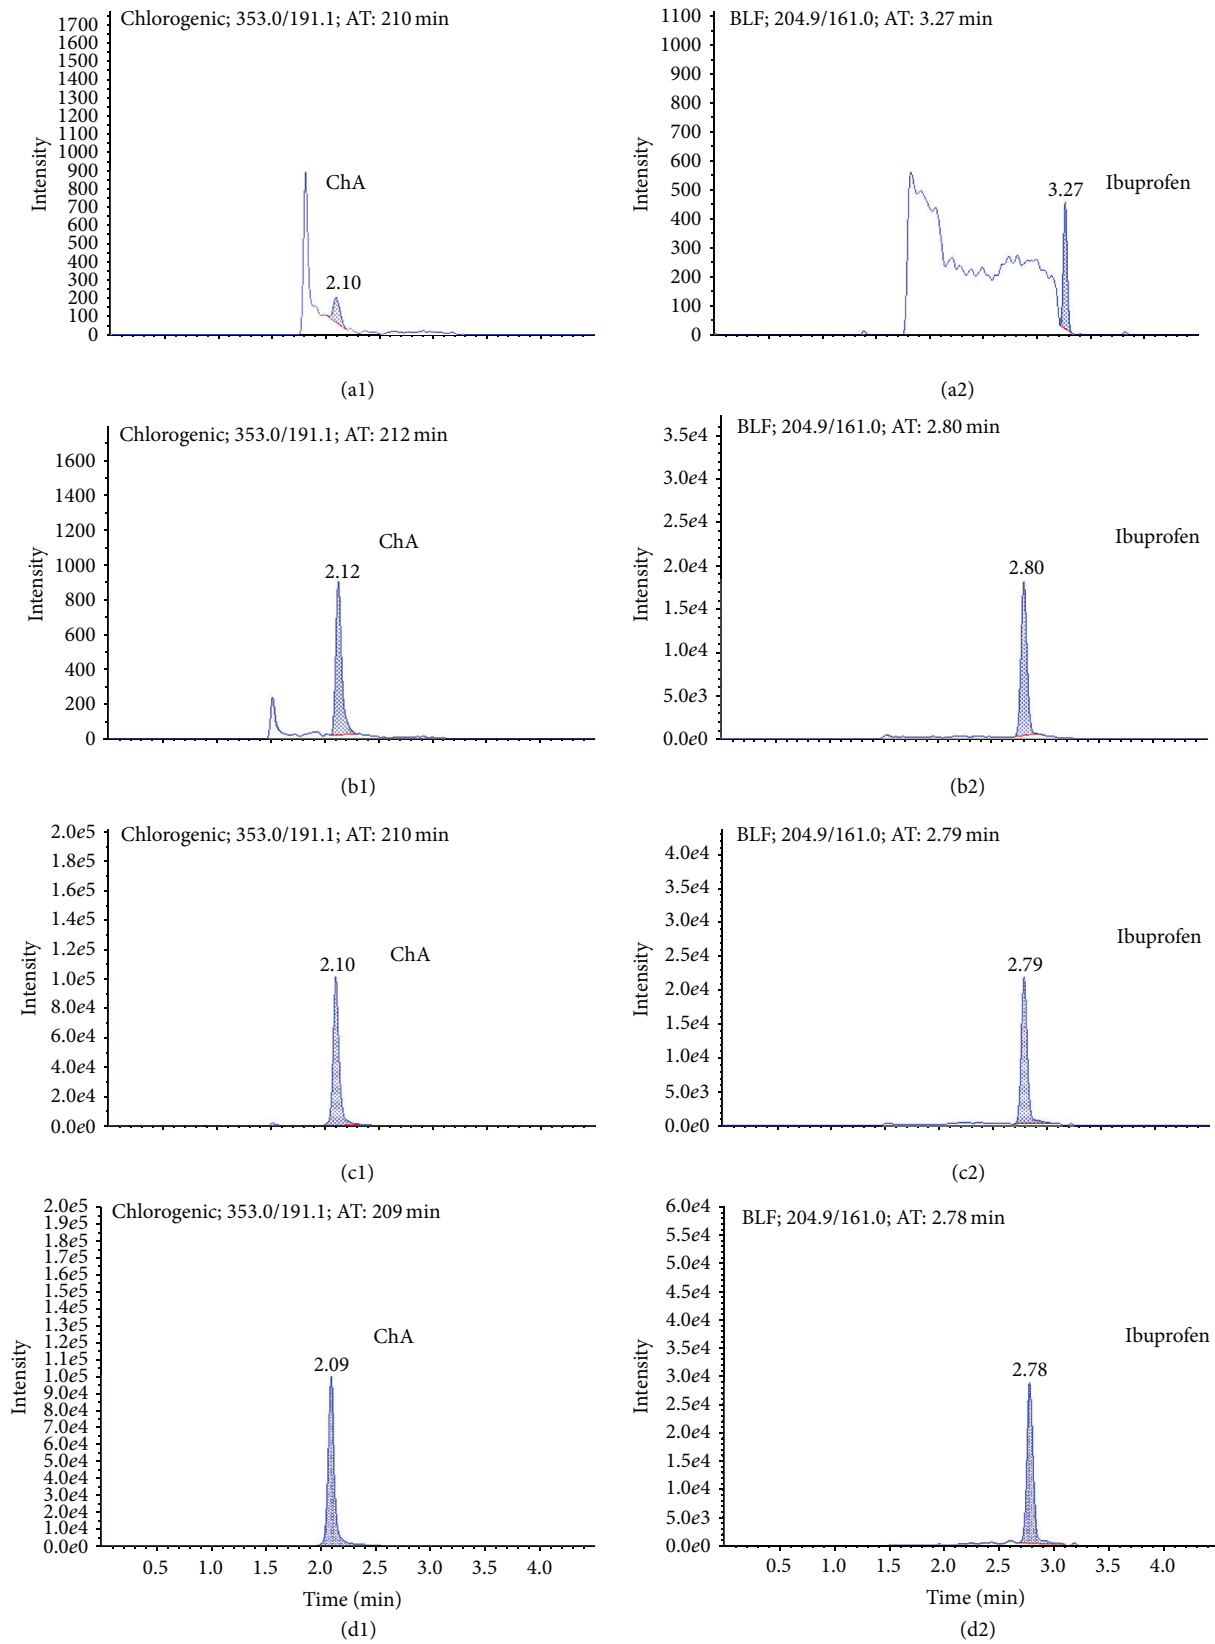 Chlorogenic; 353.0/191.1; AT: 210 min
1700
1600
1500
1400
1300
1200
1100
1000
900
800
700
600
500
400
300
200
100
0
Intensity
ChA
2.10
(a1)
BLF; 204.9/161.0; AT: 3.27 min
1100
1000
900
800
700
600
500
400
300
200
100
0
Intensity
3.27
Ibuprofen
(a2)
Chlorogenic; 353.0/191.1; AT: 212 min
1600
1400
1200
1000
800
600
400
200
0
Intensity
ChA
2.12
(b1)
BLF; 204.9/161.0; AT: 2.80 min
3.5e4
3.0e4
2.5e4
2.0e4
1.5e4
1.0e4
5.0e3
0.0e0
Intensity
Ibuprofen
2.80
(b2)
Chlorogenic; 353.0/191.1; AT: 210 min
2.0e5
1.8e5
1.6e5
1.4e5
1.2e5
1.0e5
8.0e4
6.0e4
4.0e4
2.0e4
0.0e0
Intensity
ChA
2.10
(c1)
BLF; 204.9/161.0; AT: 2.79 min
4.0e4
3.5e4
3.0e4
2.5e4
2.0e4
1.5e4
1.0e4
5.0e3
0.0e0
Intensity
Ibuprofen
2.79
(c2)
Chlorogenic; 353.0/191.1; AT: 209 min
2.0e5
1.9e5
1.8e5
1.7e5
1.6e5
1.5e5
1.4e5
1.3e5
1.2e5
1.1e5
1.0e5
9.0e4
8.0e4
7.0e4
6.0e4
5.0e4
4.0e4
3.0e4
2.0e4
1.0e4
0.0e0
Intensity
ChA
2.09
0.5 1.0 1.5 2.0 2.5 3.0 3.5 4.0
Time (min)
(d1)
BLF; 204.9/161.0; AT: 2.78 min
6.0e4
5.5e4
5.0e4
4.5e4
4.0e4
3.5e4
3.0e4
2.5e4
2.0e4
1.5e4
1.0e4
5.0e3
0.0e0
Intensity
Ibuprofen
2.78
0.5 1.0 1.5 2.0 2.5 3.0 3.5 4.0
Time (min)
(d2)